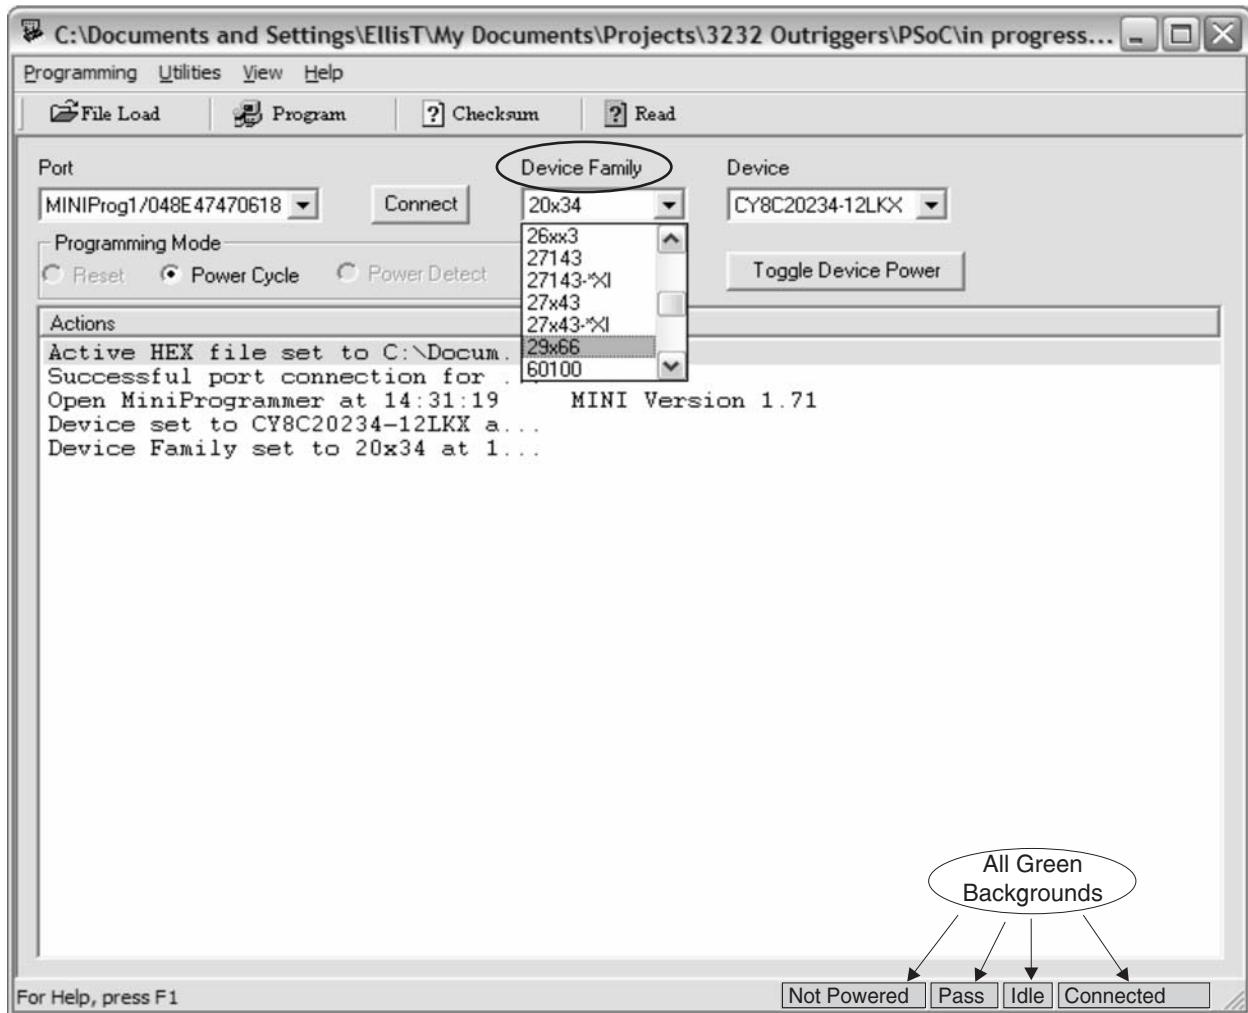 C:\Documents and Settings\EllisT\My Documents\Projects\3232 Outriggers\PSoC\in progress...
Programming Utilities View Help
File Load Program Checksum Read
Port Device Family Device
MINIProg1/048E47470618 Connect 20x34 CY8C20234-12LKX
Programming Mode
Reset Power Cycle Power Detect
Toggle Device Power
26xx3
27143
27143-*XI
27x43
27x43-*XI
29x66
60100
Actions
Active HEX file set to C:\Docum.
Successful port connection for ...
Open MiniProgrammer at 14:31:19 MINI Version 1.71
Device set to CY8C20234-12LKX a...
Device Family set to 20x34 at 1...
All Green
Backgrounds
For Help, press F1 Not Powered Pass Idle Connected